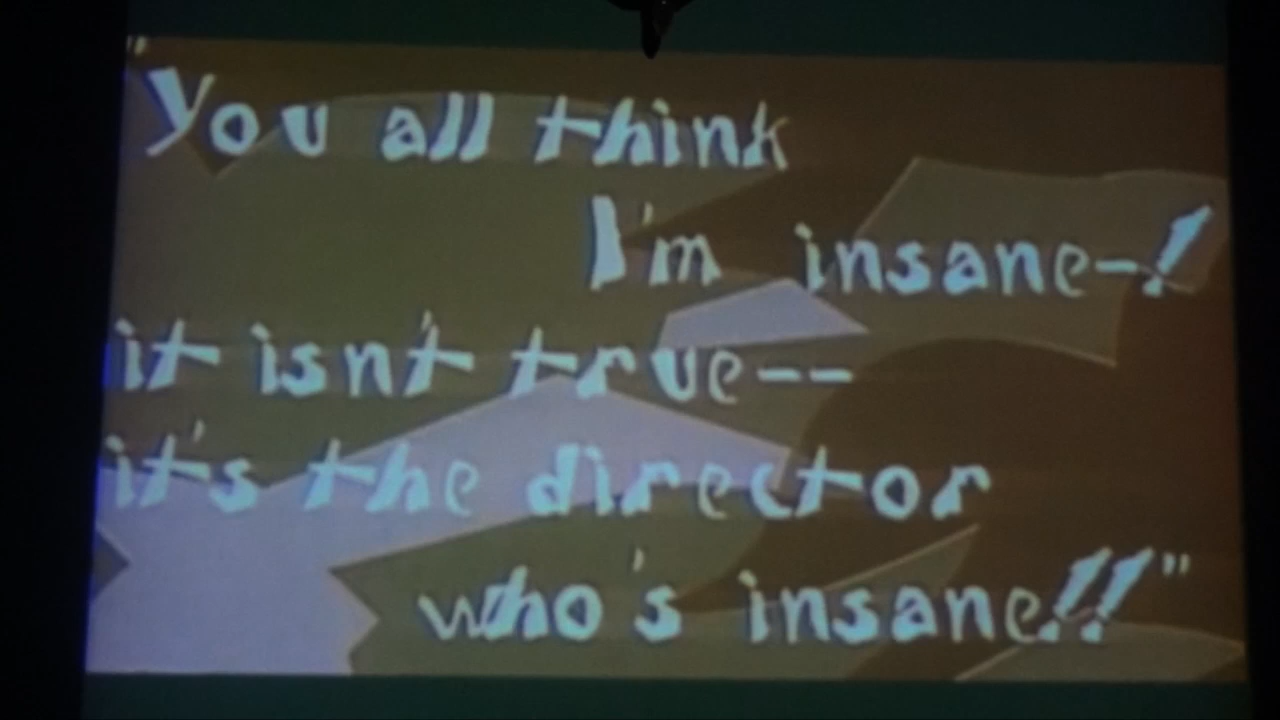 "You all think
I'm insane-!
it isn't true--
it's the director
who's insane!!"